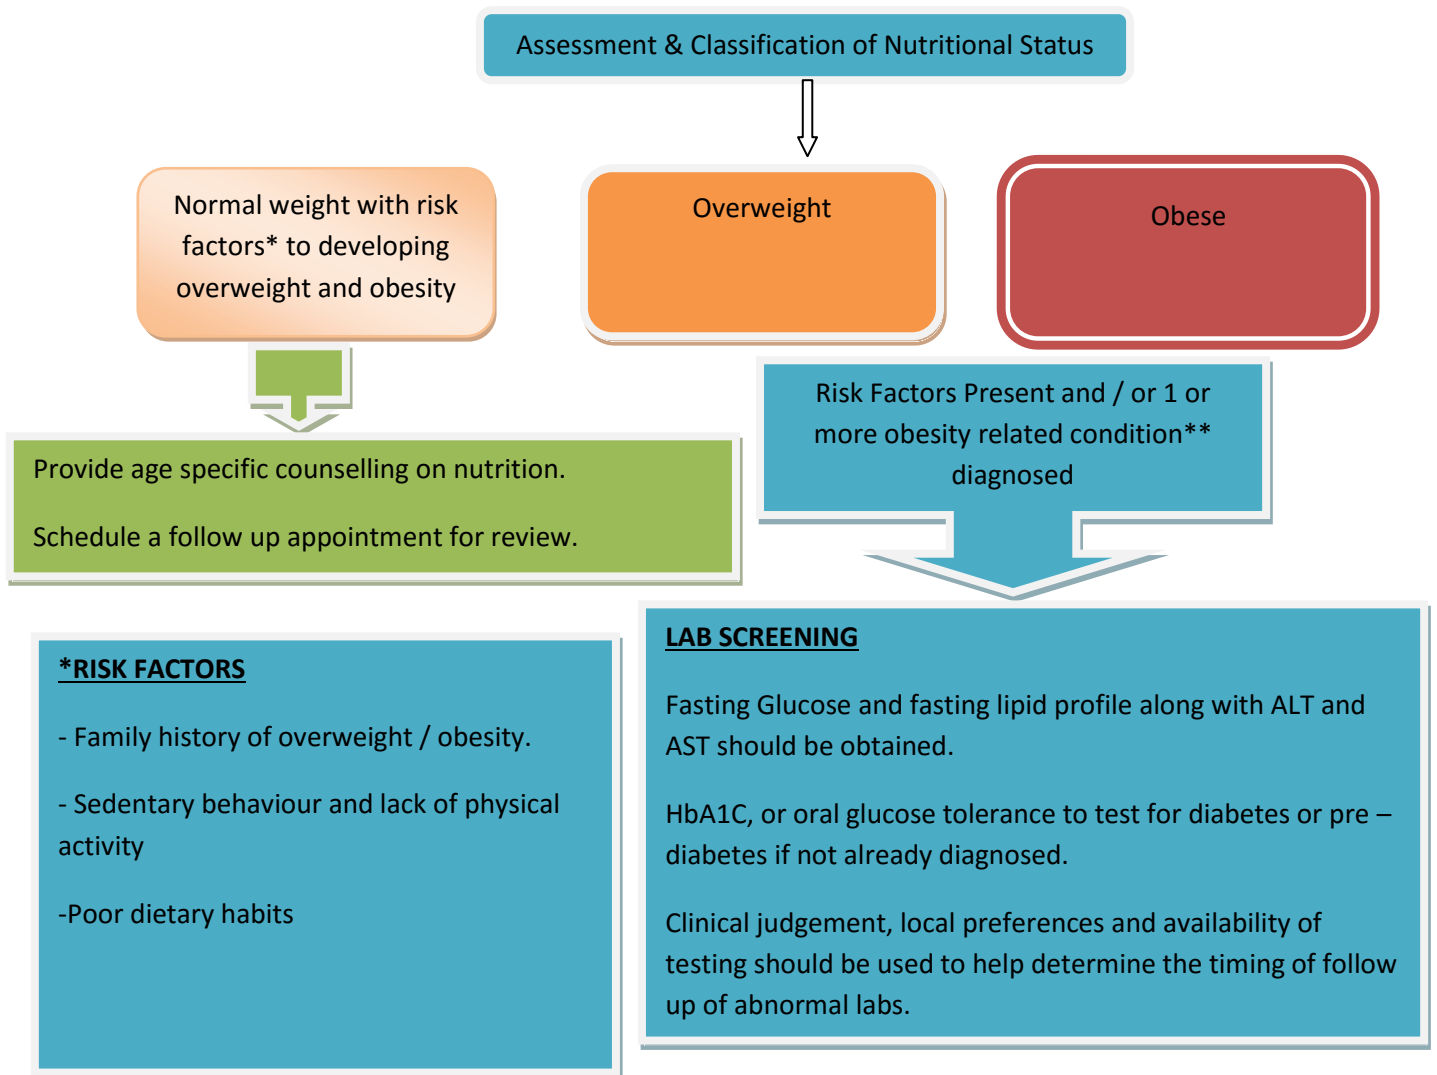 Assessment & Classification of Nutritional Status
Normal weight with risk
factors* to developing
overweight and obesity
Overweight
Obese
Risk Factors Present and / or 1 or
more obesity related condition**
diagnosed
Provide age specific counselling on nutrition.
Schedule a follow up appointment for review.
*RISK FACTORS
- Family history of overweight / obesity.
- Sedentary behaviour and lack of physical
activity
-Poor dietary habits
LAB SCREENING
Fasting Glucose and fasting lipid profile along with ALT and
AST should be obtained.
HbA1C, or oral glucose tolerance to test for diabetes or pre –
diabetes if not already diagnosed.
Clinical judgement, local preferences and availability of
testing should be used to help determine the timing of follow
up of abnormal labs.